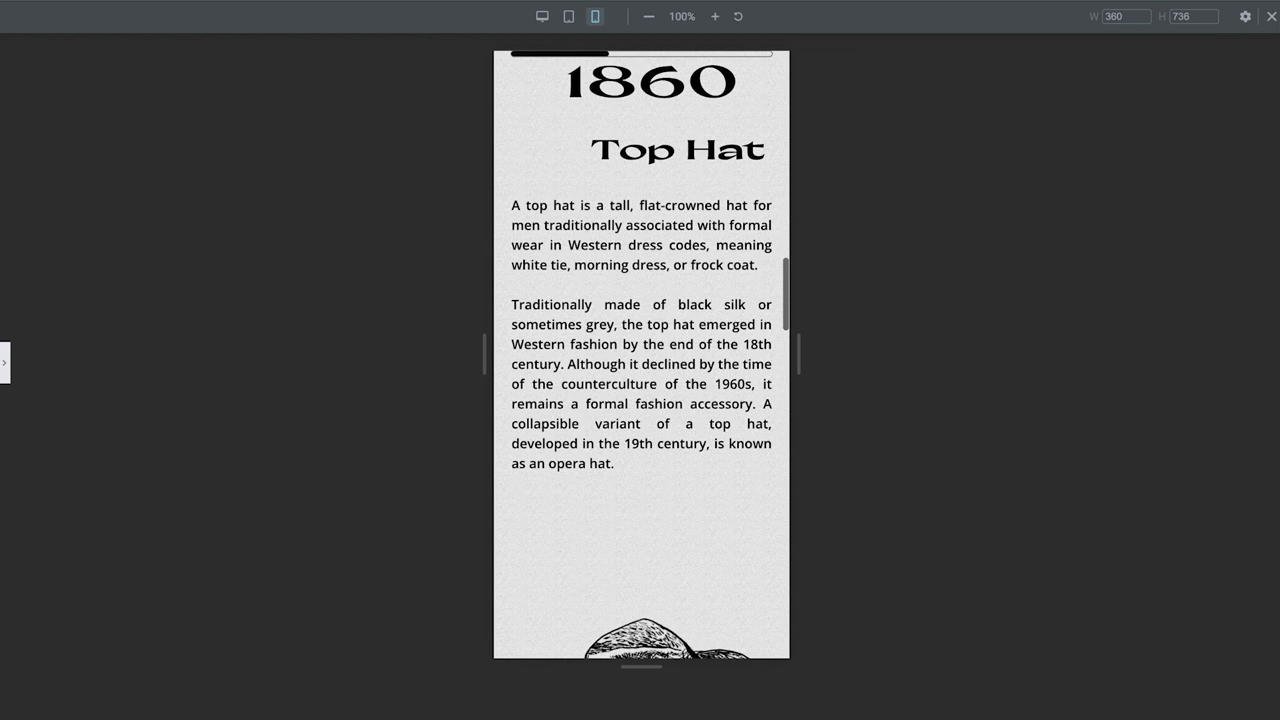 100%
W 360 H 736
1860
Top Hat
A top hat is a tall, flat-crowned hat for
men traditionally associated with formal
wear in Western dress codes, meaning
white tie, morning dress, or frock coat.
Traditionally made of black silk or
sometimes grey, the top hat emerged in
Western fashion by the end of the 18th
century. Although it declined by the time
of the counterculture of the 1960s, it
remains a formal fashion accessory. A
collapsible variant of a top hat,
developed in the 19th century, is known
as an opera hat.